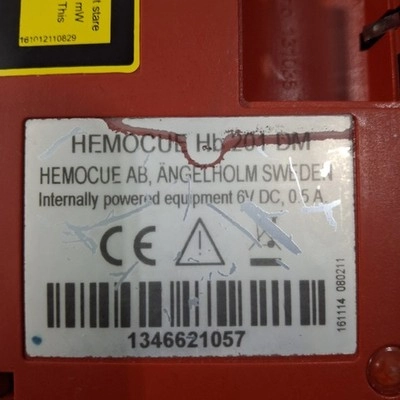 t stare
mW
This
161012110829
HEMOCUE Hb 201 DM
HEMOCUE AB, ÄNGELHOLM SWEDEN
Internally powered equipment 6V DC, 0.5 A
CE
161114 080211
1346621057